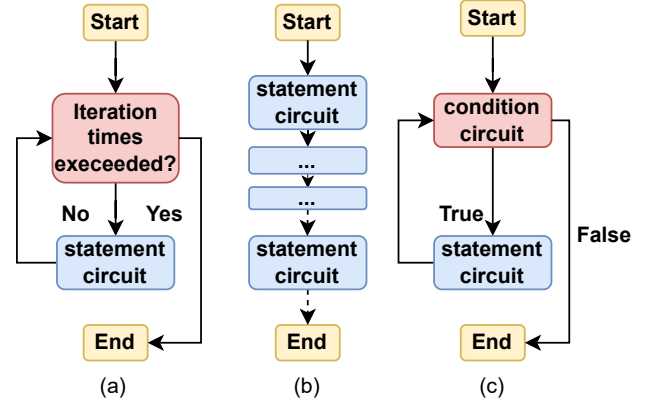 Start
Iteration
times
execeeded?
No
Yes
statement
circuit
End
(a)
Start
statement
circuit
...
...
statement
circuit
End
(b)
Start
condition
circuit
True
False
statement
circuit
End
(c)